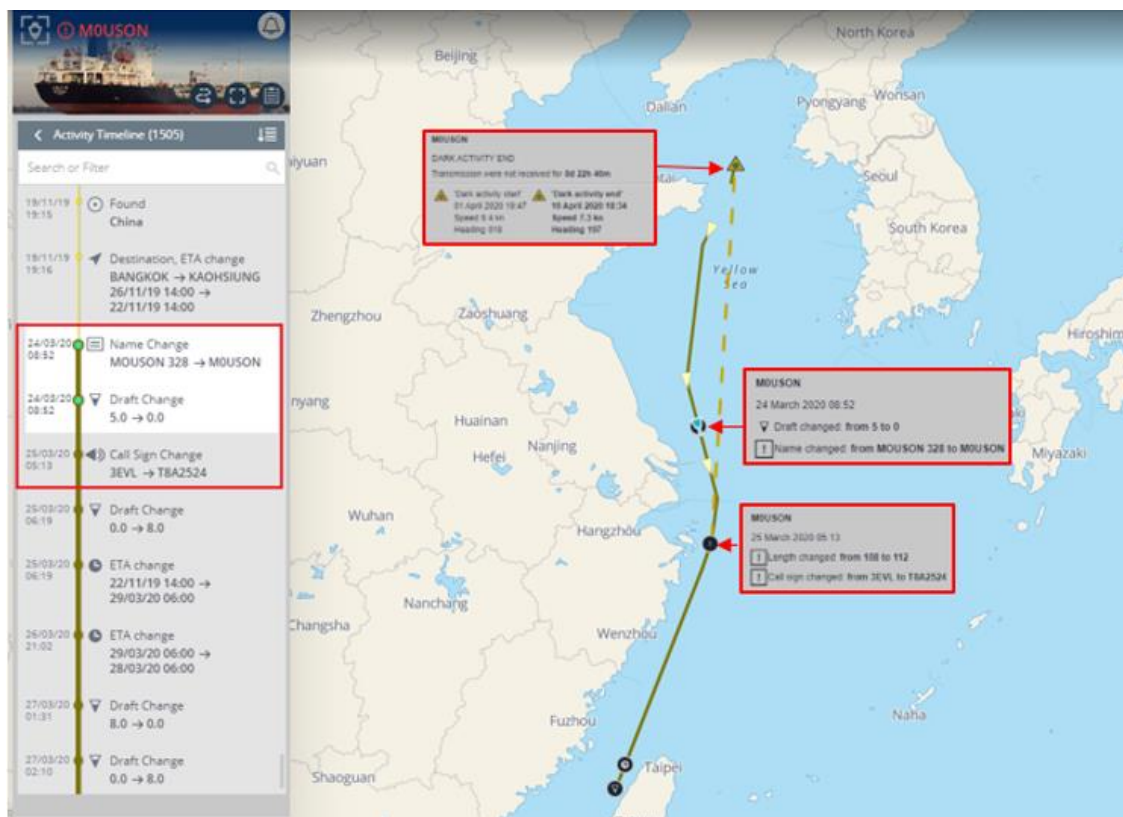 M0USON
Activity Timeline (1505)
Search or Filter
19/11/19
19:15
Found
China
19/11/19
19:16
Destination, ETA change
BANGKOK → KAOHSIUNG
26/11/19 14:00 →
22/11/19 14:00
24/03/20
08:52
Name Change
MOUSON 328 → M0USON
24/03/20
08:52
Draft Change
5.0 → 0.0
25/03/20
05:13
Call Sign Change
3EVL → T8A2524
25/03/20
06:19
Draft Change
0.0 → 8.0
25/03/20
06:19
ETA change
22/11/19 14:00 →
29/03/20 06:00
26/03/20
21:02
ETA change
29/03/20 06:00 →
28/03/20 06:00
27/03/20
01:31
Draft Change
8.0 → 0.0
27/03/20
02:10
Draft Change
0.0 → 8.0
M0USON
DARK ACTIVITY END
Transmission were not received for 8d 22h 46m
'Dark activity start'
01 April 2020 19:47
'Dark activity end'
10 April 2020 18:34
Speed 7.3 kn
Heading 197
M0USON
24 March 2020 08:52
Draft changed: from 5 to 0
Name changed: from MOUSON 328 to M0USON
M0USON
25 March 2020 05:13
Length changed: from 108 to 112
Call sign changed: from 3EVL to T8A2524
Beijing
North Korea
Dalian
Pyongyang
Wonsan
Seoul
South Korea
Yellow
Sea
Zhengzhou
Zaozhuang
Hiroshim
Huainan
Nanjing
Hefei
Miyazaki
Wuhan
Hangzhou
Nanchang
Changsha
Wenzhou
Fuzhou
Naha
Taipei
Shaoguan
iyuan
ntai
nyang